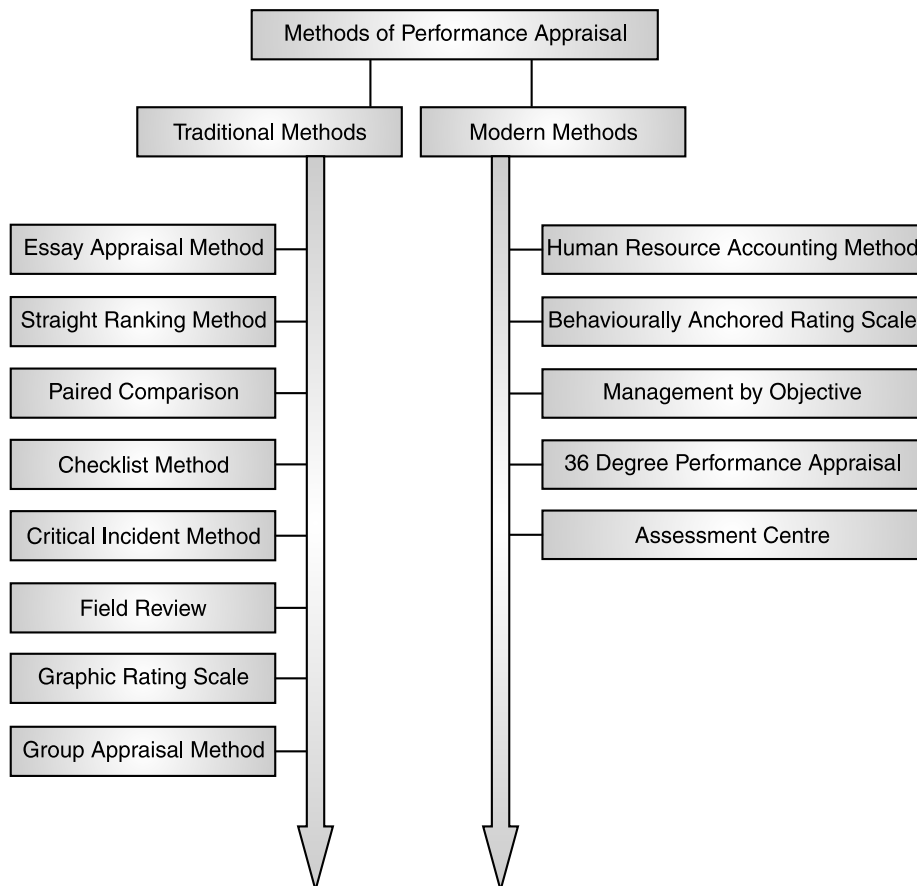 Methods of Performance Appraisal
Traditional Methods
Modern Methods
Essay Appraisal Method
Straight Ranking Method
Paired Comparison
Checklist Method
Critical Incident Method
Field Review
Graphic Rating Scale
Group Appraisal Method
Human Resource Accounting Method
Behaviourally Anchored Rating Scale
Management by Objective
36 Degree Performance Appraisal
Assessment Centre